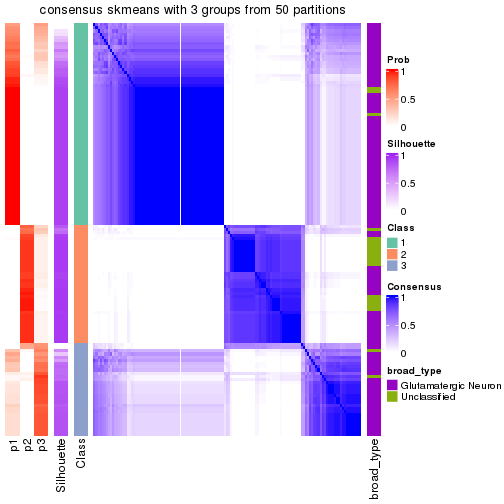 consensus skmeans with 3 groups from 50 partitions
Prob
1
0.5
0
Silhouette
1
0.5
0
Class
1
2
3
Consensus
1
0.5
0
broad_type
Glutamatergic Neuron
Unclassified
p1
p2
p3
Silhouette
Class
broad_type